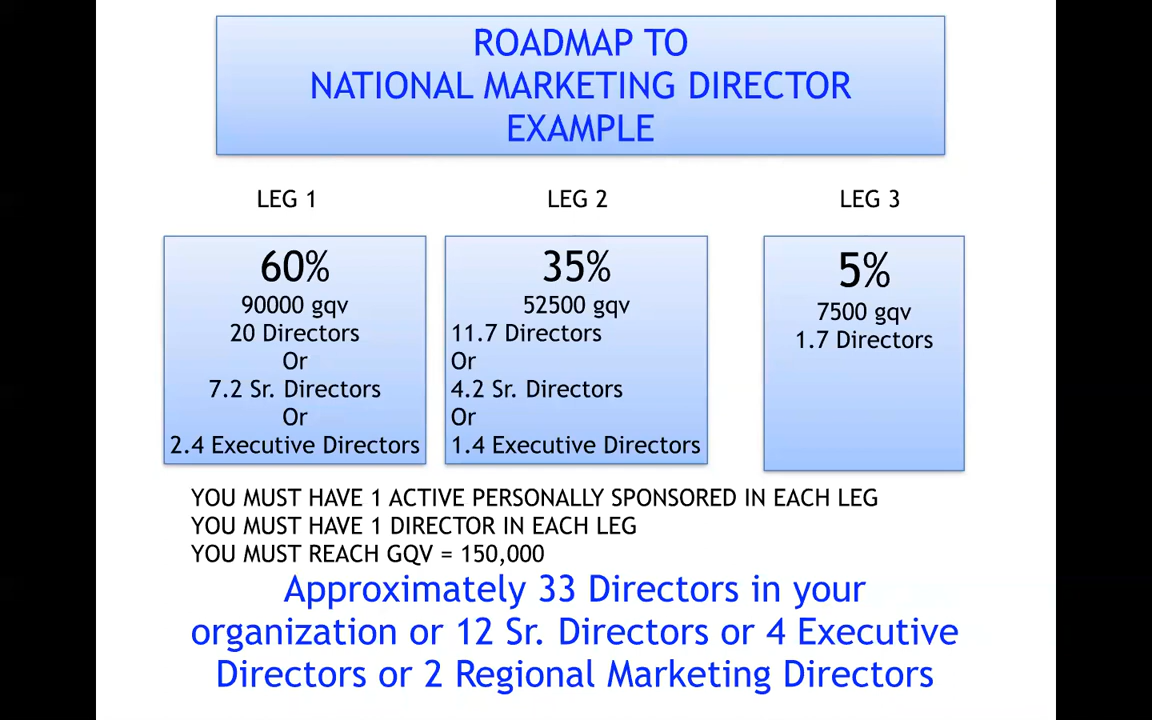 ROADMAP TO
NATIONAL MARKETING DIRECTOR
EXAMPLE
LEG 1
60%
90000 gqv
20 Directors
Or
7.2 Sr. Directors
Or
2.4 Executive Directors
LEG 2
35%
52500 gqv
11.7 Directors
Or
4.2 Sr. Directors
Or
1.4 Executive Directors
LEG 3
5%
7500 gqv
1.7 Directors
YOU MUST HAVE 1 ACTIVE PERSONALLY SPONSORED IN EACH LEG
YOU MUST HAVE 1 DIRECTOR IN EACH LEG
YOU MUST REACH GQV = 150,000
Approximately 33 Directors in your
organization or 12 Sr. Directors or 4 Executive
Directors or 2 Regional Marketing Directors